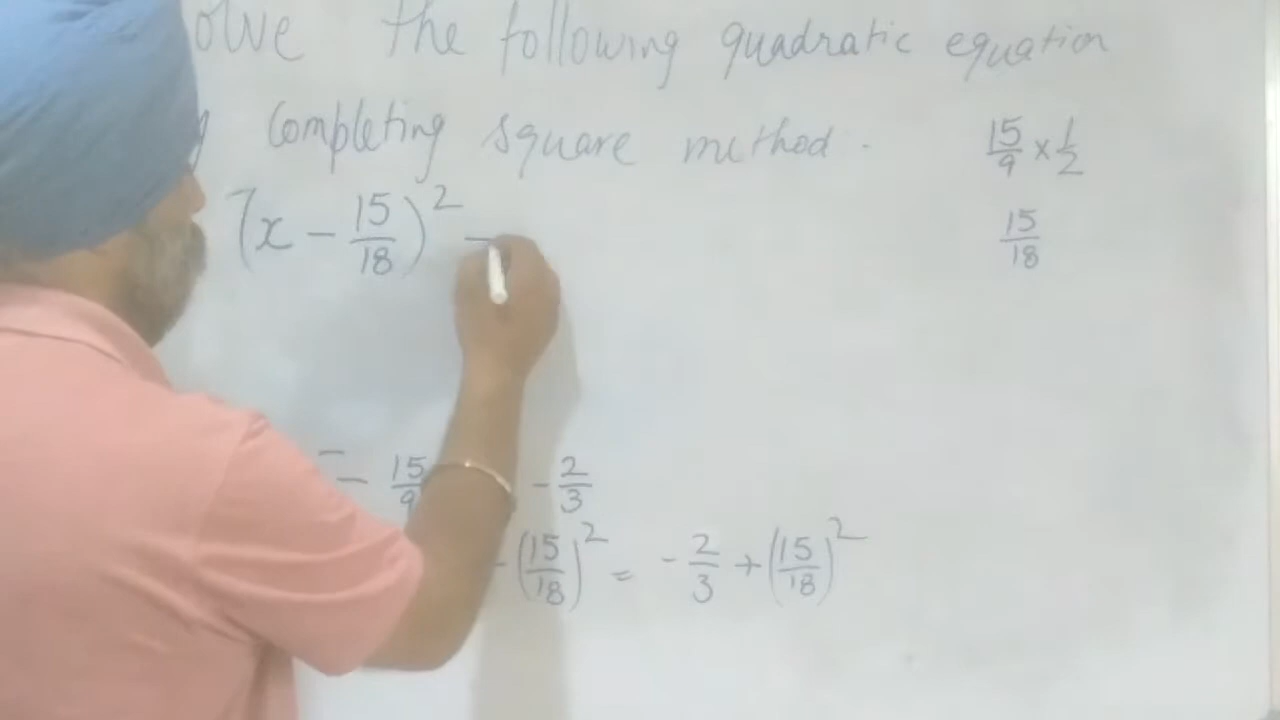 olve the following quadratic equation
completing square method.
15/9 × 1/2
(x - 15/18)² =
15/18
- 15/9 - 2/3
(15/18)² = - 2/3 + (15/18)²